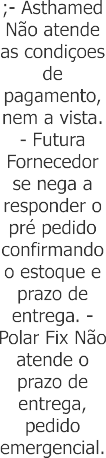 ;- Asthamed
Não atende
as condiçoes
de
pagamento,
nem a vista.
- Futura
Fornecedor
se nega a
responder o
pré pedido
confirmando
o estoque e
prazo de
entrega. -
Polar Fix Não
atende o
prazo de
entrega,
pedido
emergencial.